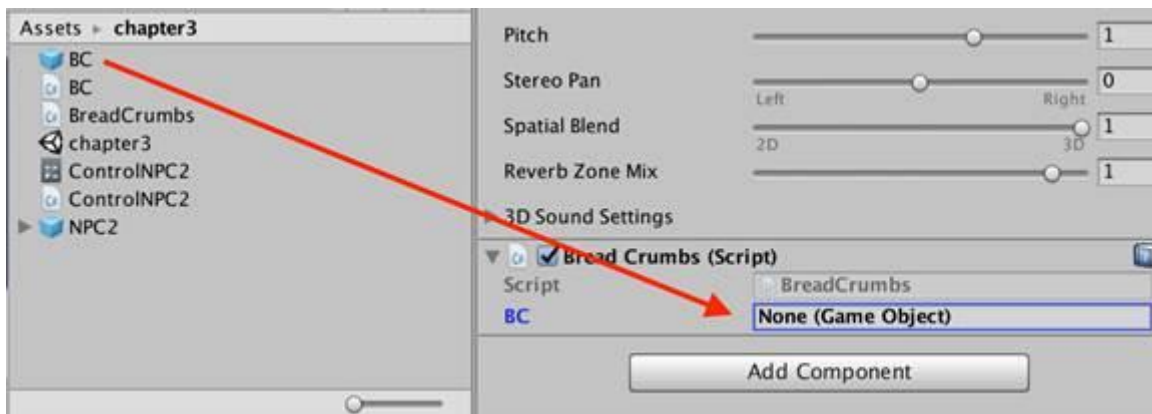 Assets ▸ chapter3
BC
BC
BreadCrumbs
chapter3
ControlNPC2
ControlNPC2
NPC2
Pitch 1
Stereo Pan 0
Left Right
Spatial Blend 1
2D 3D
Reverb Zone Mix 1
3D Sound Settings
Bread Crumbs (Script)
Script BreadCrumbs
BC None (Game Object)
Add Component